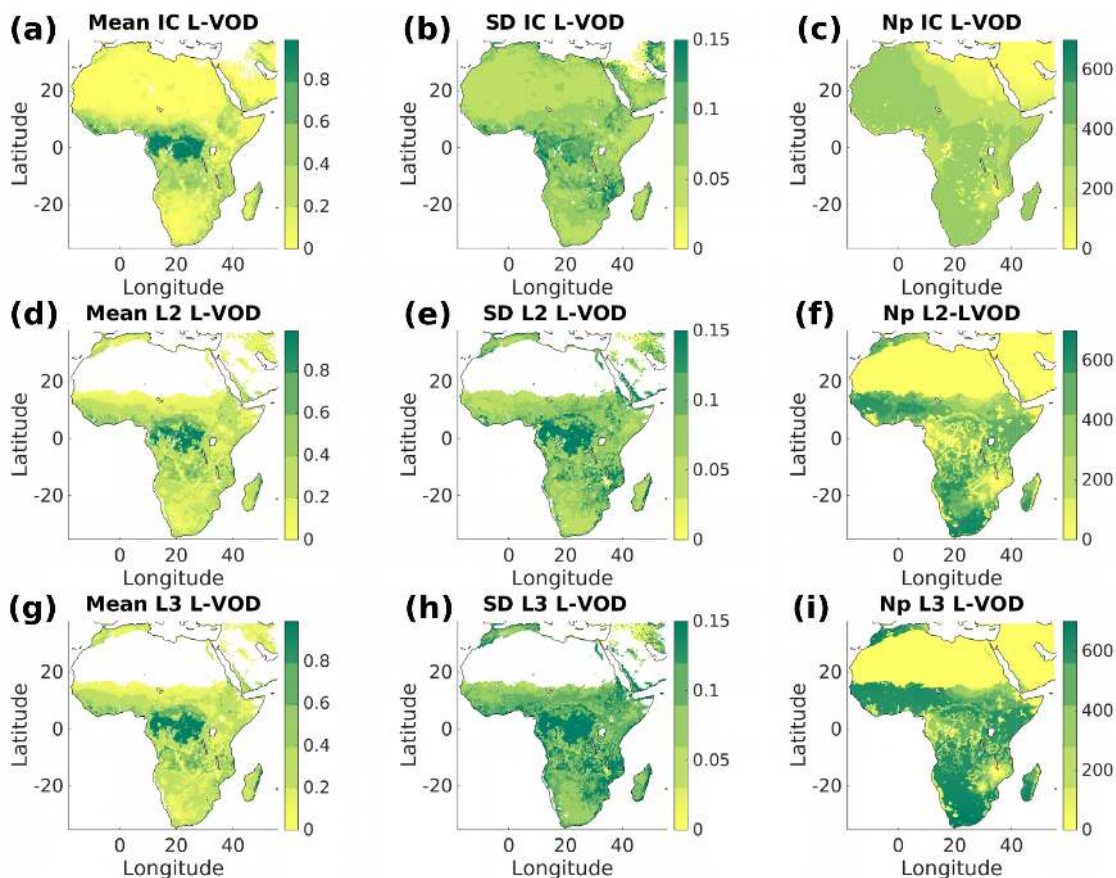 (a) Mean IC L-VOD
Latitude
20
0
-20
0 20 40
Longitude
0.8
0.6
0.4
0.2
0
(b) SD IC L-VOD
Latitude
20
0
-20
0 20 40
Longitude
0.15
0.1
0.05
0
(c) Np IC L-VOD
Latitude
20
0
-20
0 20 40
Longitude
600
400
200
0
(d) Mean L2 L-VOD
Latitude
20
0
-20
0 20 40
Longitude
0.8
0.6
0.4
0.2
0
(e) SD L2 L-VOD
Latitude
20
0
-20
0 20 40
Longitude
0.15
0.1
0.05
0
(f) Np L2-LVOD
Latitude
20
0
-20
0 20 40
Longitude
600
400
200
0
(g) Mean L3 L-VOD
Latitude
20
0
-20
0 20 40
Longitude
0.8
0.6
0.4
0.2
0
(h) SD L3 L-VOD
Latitude
20
0
-20
0 20 40
Longitude
0.15
0.1
0.05
0
(i) Np L3 L-VOD
Latitude
20
0
-20
0 20 40
Longitude
600
400
200
0